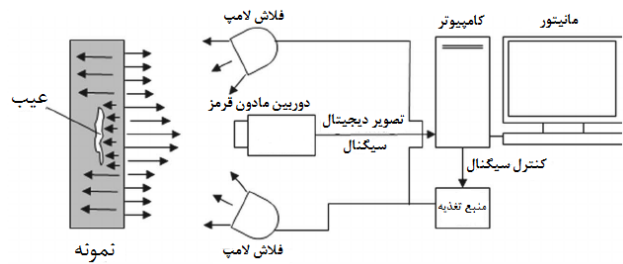 فلاش لامپ
کامپیوتر
مانیتور
عیب
دوربین مادون قرمز
تصویر دیجیتال
سیگنال
کنترل سیگنال
منبع تغذیه
نمونه
فلاش لامپ